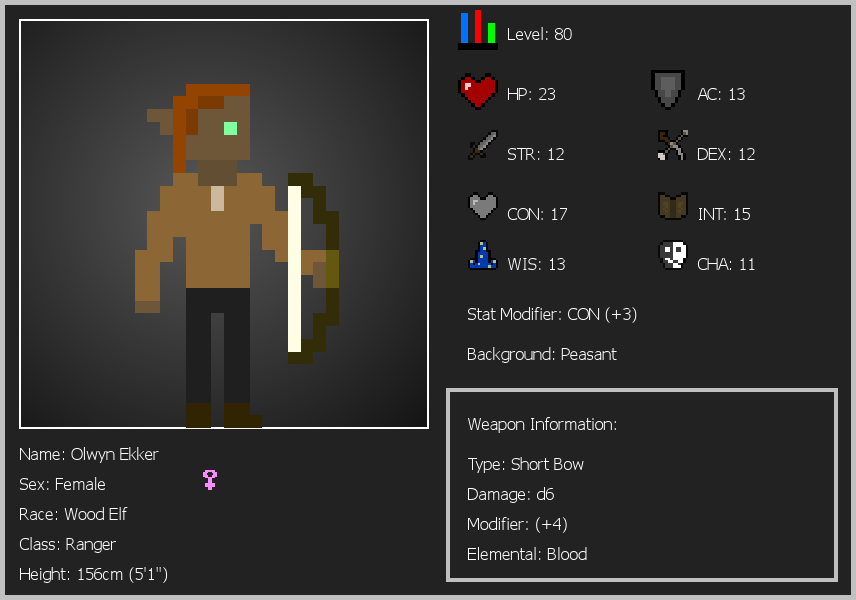 Level: 80
HP: 23
AC: 13
STR: 12
DEX: 12
CON: 17
INT: 15
WIS: 13
CHA: 11
Stat Modifier: CON (+3)
Background: Peasant
Weapon Information:
Type: Short Bow
Damage: d6
Modifier: (+4)
Elemental: Blood
Name: Olwyn Ekker
Sex: Female
Race: Wood Elf
Class: Ranger
Height: 156cm (5'1")